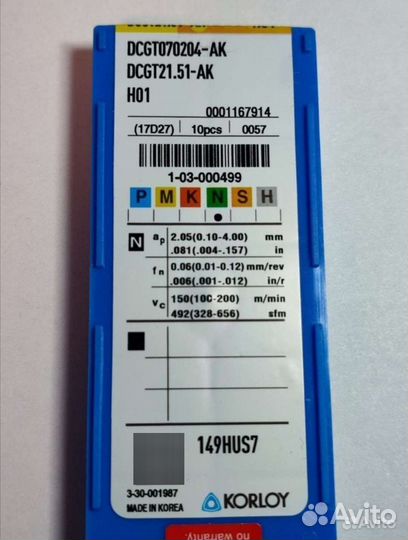 DCGT070204-AK
DCGT21.51-AK
H01
0001167914
(17D27) 10pcs 0057
1-03-000499
P M K N S H
N ap 2.05(0.10-4.00) mm
.081(.004-.157) in
fn 0.06(0.01-0.12) mm/rev
.006(.001-.012) in/r
vc 150(100-200) m/min
492(328-656) sfm
149HUS7
3-30-001987
MADE IN KOREA
KORLOY
no warranty.
Avito